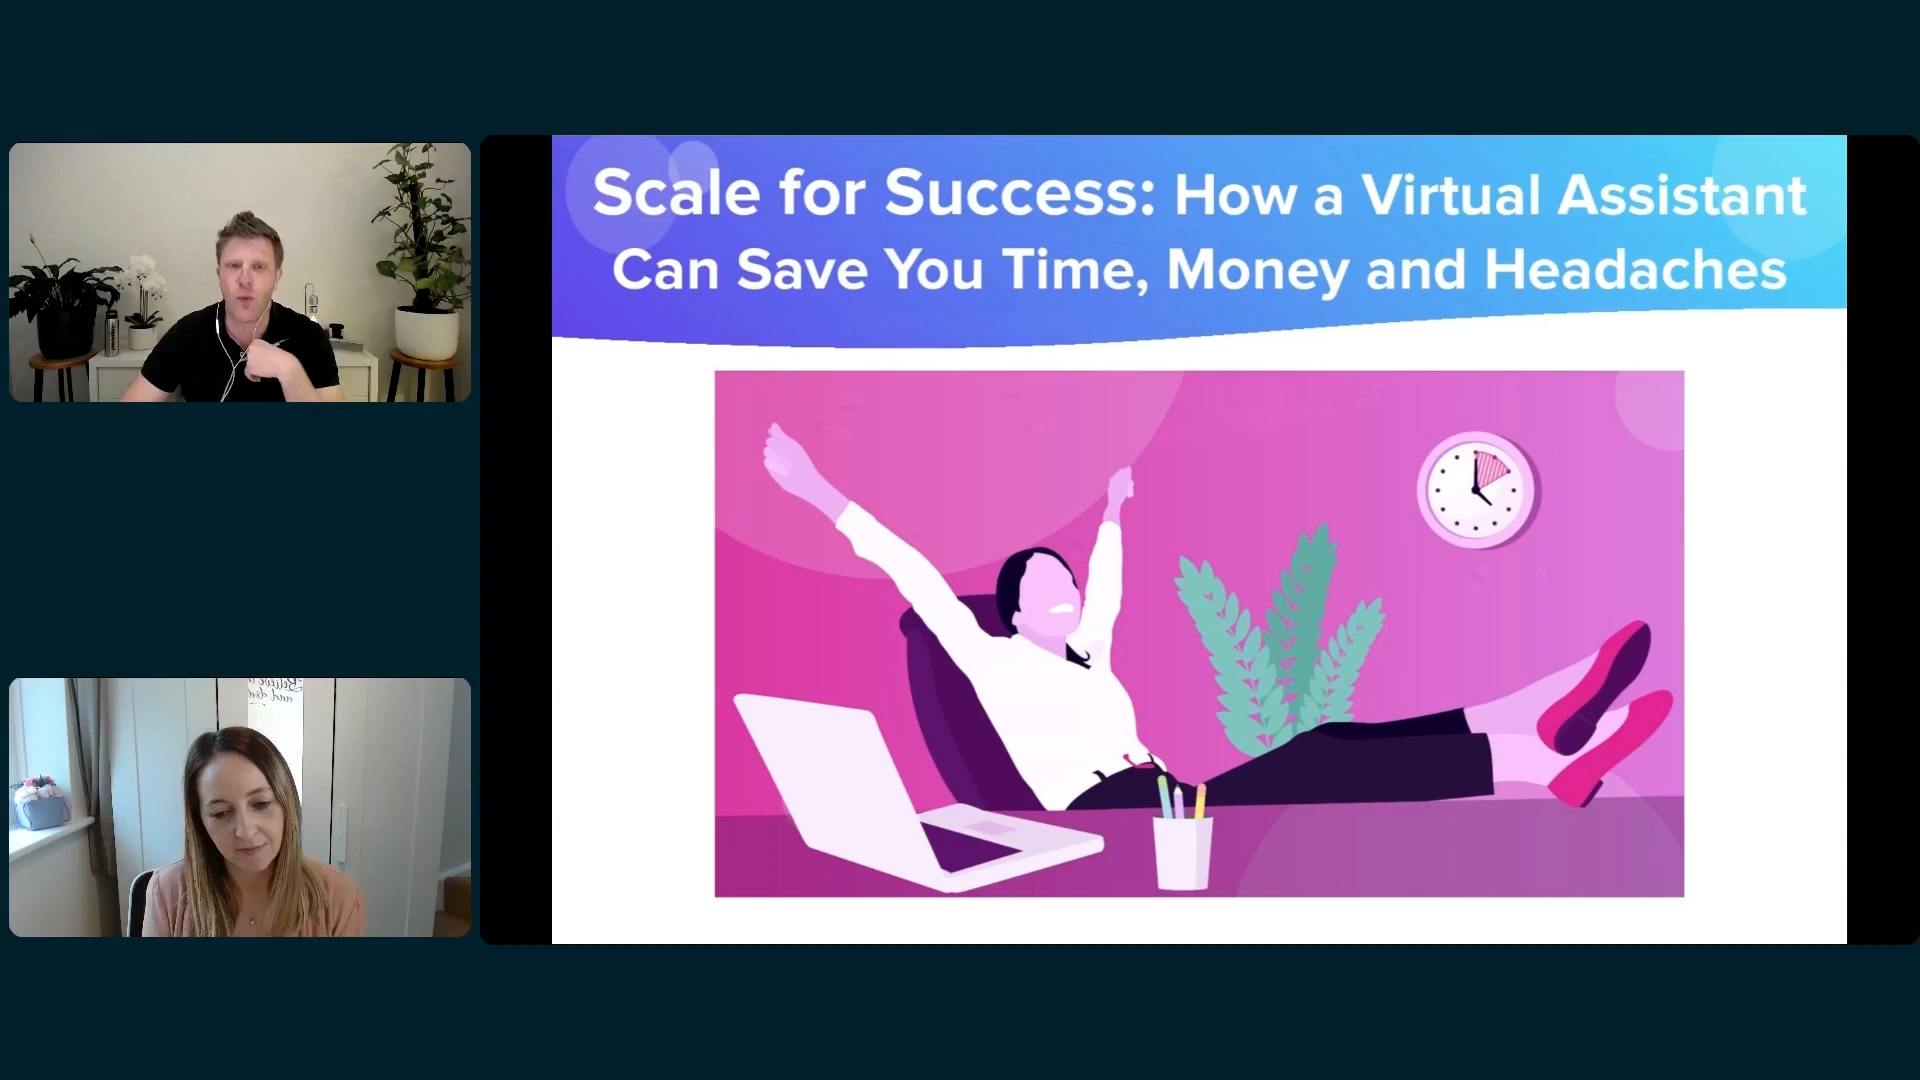 Scale for Success: How a Virtual Assistant
Can Save You Time, Money and Headaches